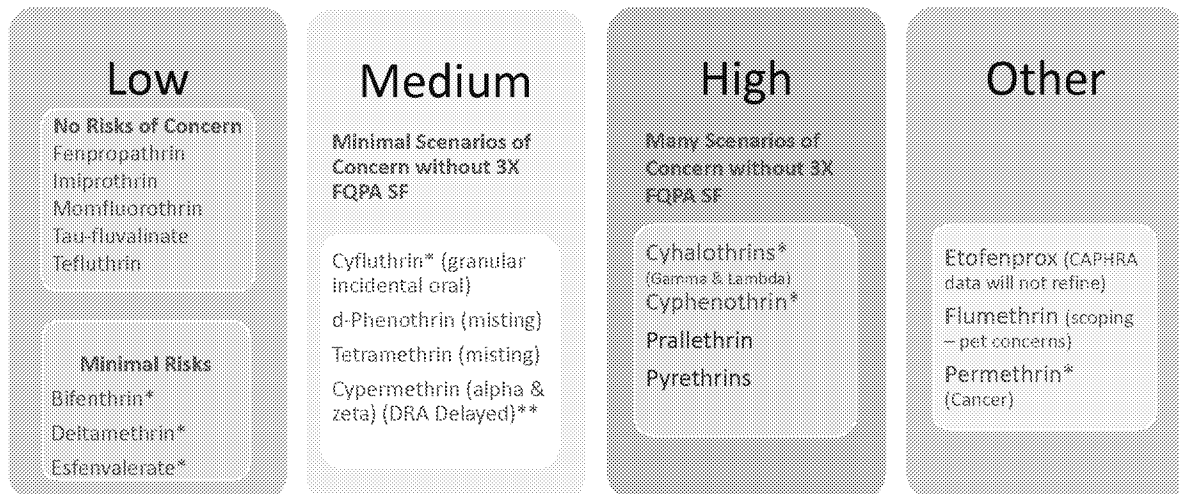 Low
No Risks of Concern
Fenpropathrin
Imiprothrin
Momfluorothrin
Tau-fluvalinate
Tefluthrin
Minimal Risks
Bifenthrin*
Deltamethrin*
Esfenvalerate*
Medium
Minimal Scenarios of
Concern without 3X
FQPA SF
Cyfluthrin* (granular
incidental oral)
d-Phenothrin (misting)
Tetramethrin (misting)
Cypermethrin (alpha &
zeta) (DRA Delayed)**
High
Many Scenarios of
Concern without 3X
FQPA SF
Cyhalothrins*
(Gamma & Lambda)
Cyphenothrin*
Prallethrin
Pyrethrins
Other
Etofenprox (CAPHRA
data will not refine)
Flumethrin (scoping
– pet concerns)
Permethrin*
(Cancer)